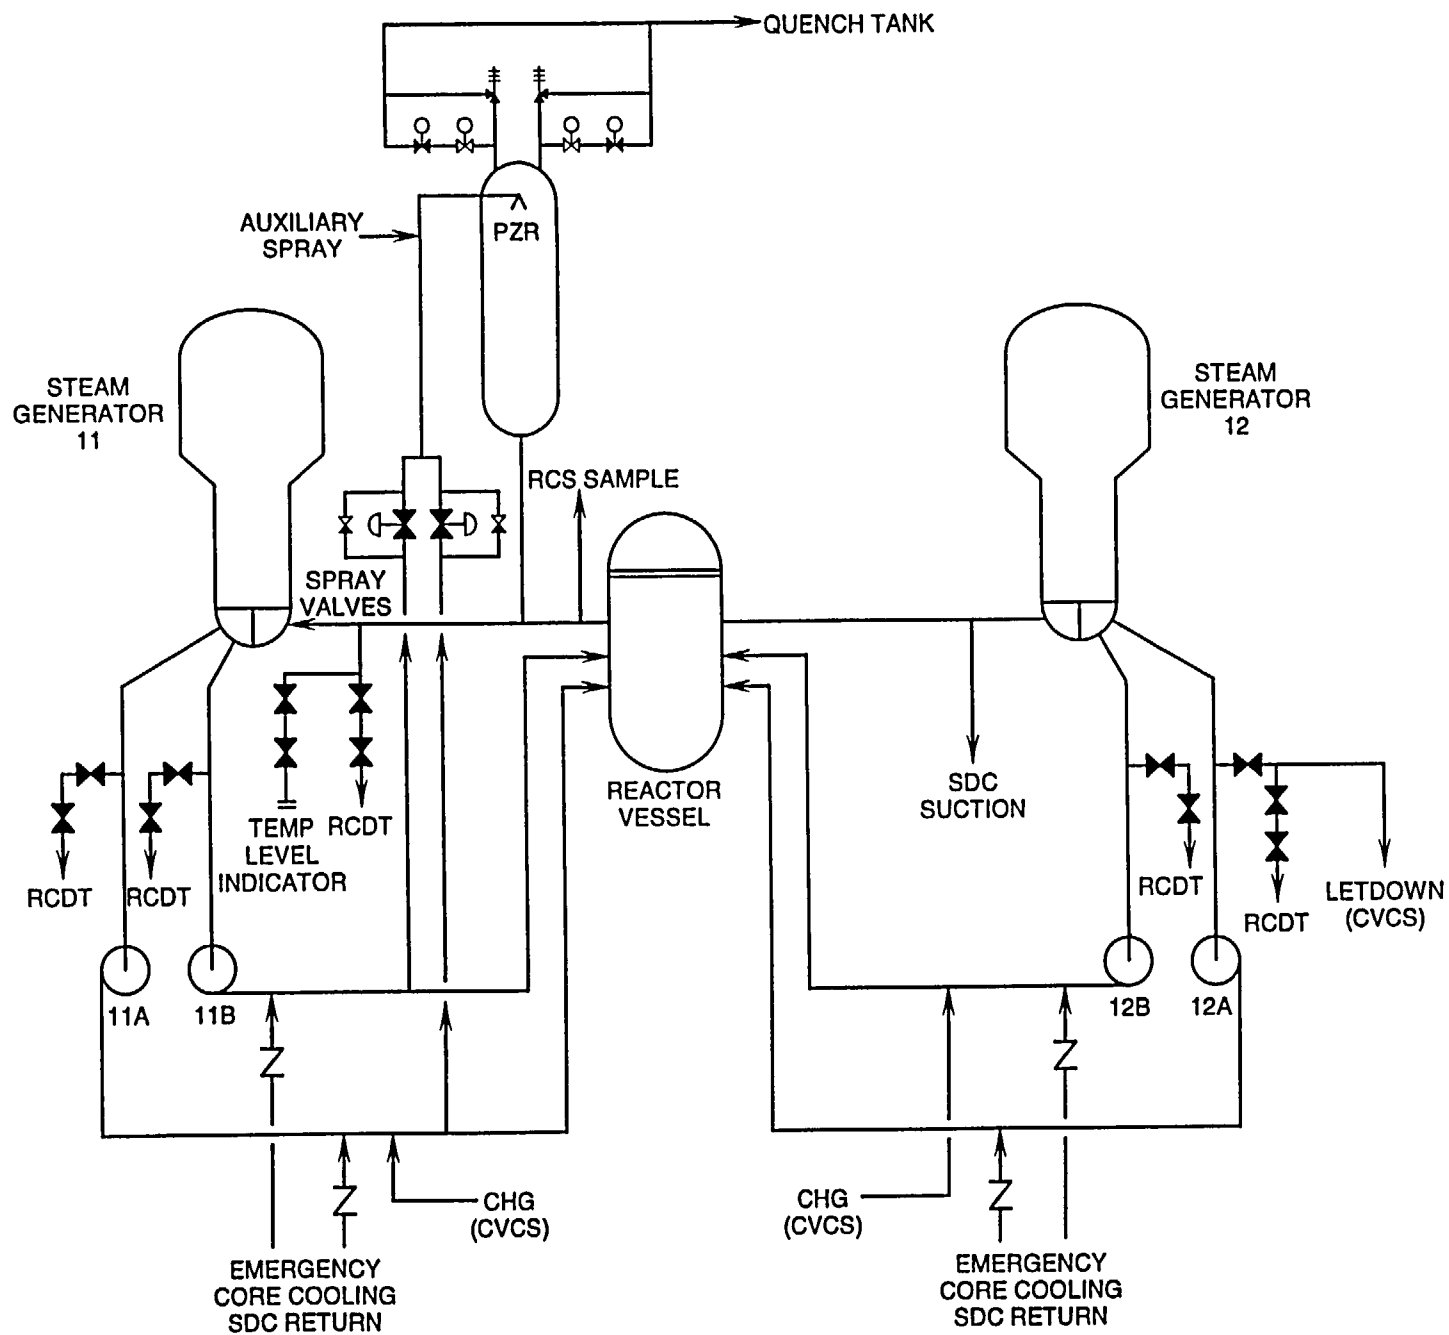 QUENCH TANK
AUXILIARY
SPRAY
PZR
STEAM
GENERATOR
11
STEAM
GENERATOR
12
RCS SAMPLE
SPRAY
VALVES
REACTOR
VESSEL
SDC
SUCTION
TEMP
LEVEL
INDICATOR
RCDT
RCDT
RCDT
RCDT
RCDT
LETDOWN
(CVCS)
11A
11B
12B
12A
CHG
(CVCS)
CHG
(CVCS)
EMERGENCY
CORE COOLING
SDC RETURN
EMERGENCY
CORE COOLING
SDC RETURN